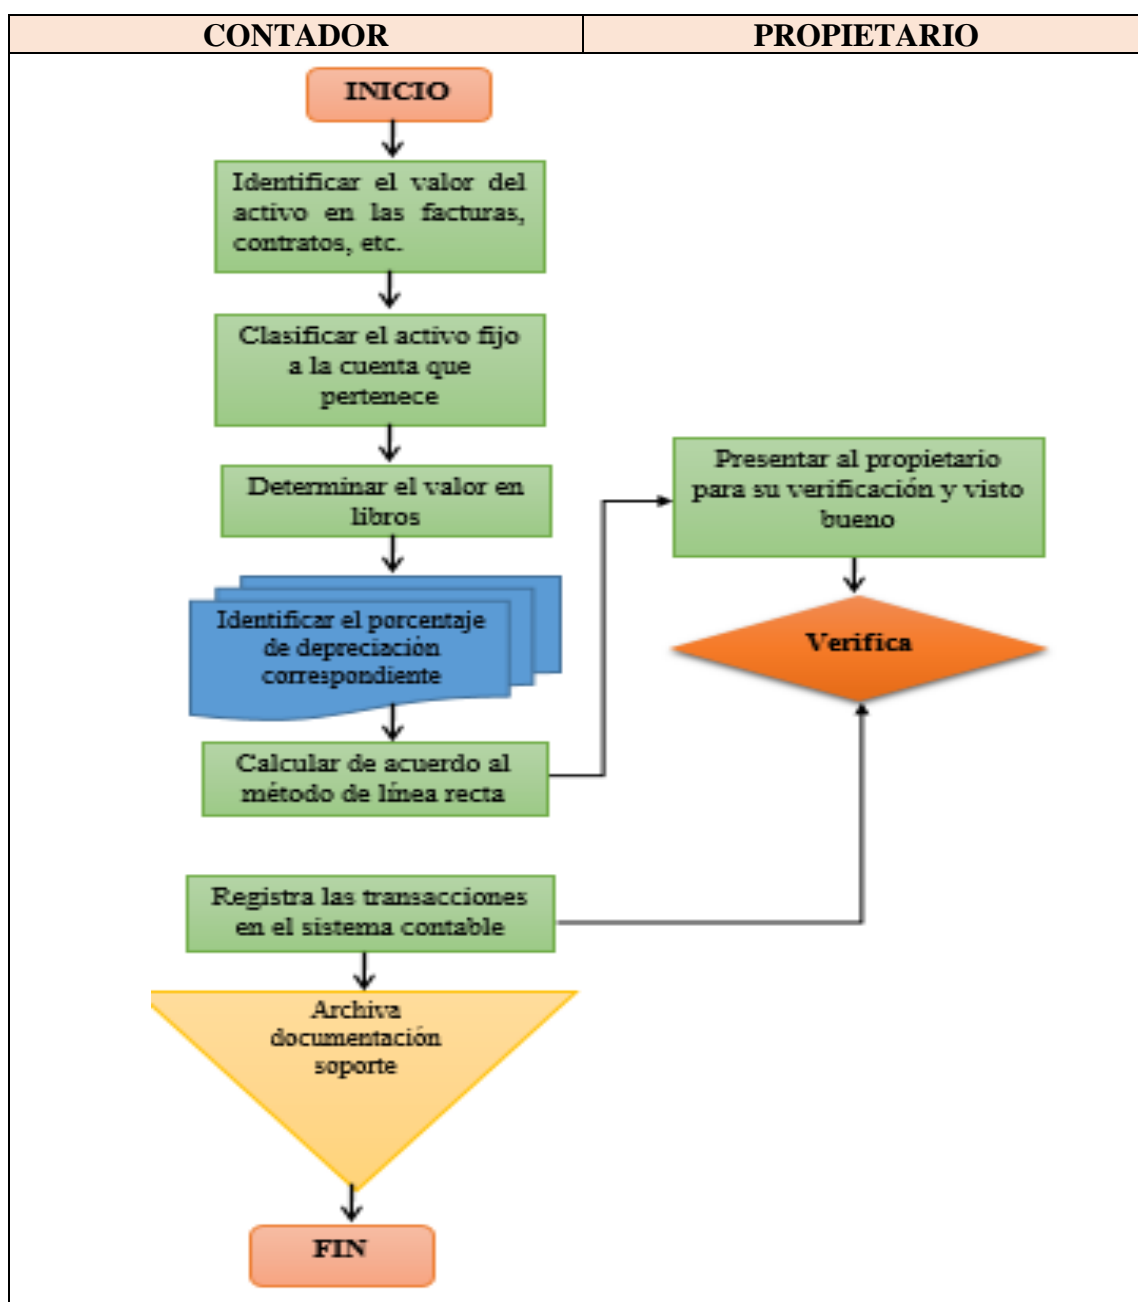 CONTADOR
PROPIETARIO
INICIO
Identificar el valor del
activo en las facturas,
contratos, etc.
Clasificar el activo fijo
a la cuenta que
pertenece
Determinar el valor en
libros
Identificar el porcentaje
de depreciación
correspondiente
Calcular de acuerdo al
método de línea recta
Presentar al propietario
para su verificación y visto
bueno
Verifica
Registra las transacciones
en el sistema contable
Archiva
documentación
soporte
FIN